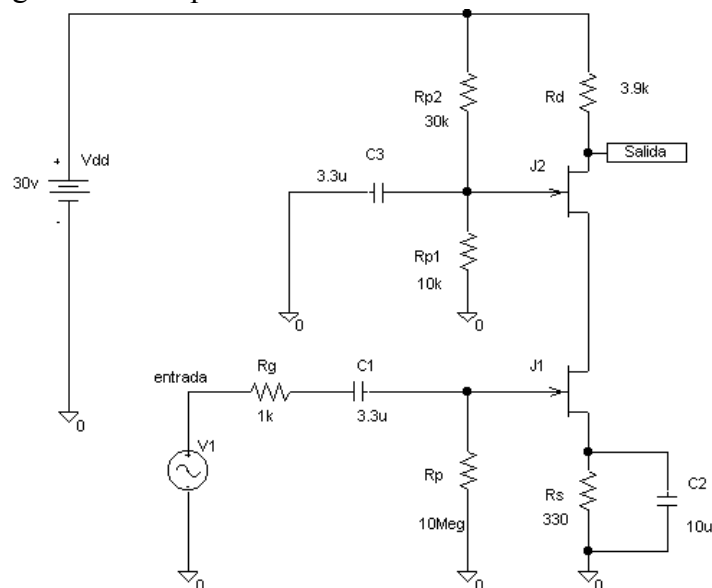 Rp2
30k
Rd
3.9k
Salida
+
Vdd
30v
-
C3
3.3u
J2
Rp1
10k
0
0
entrada
Rg
1k
C1
3.3u
J1
0
V1
+
-
Rp
10Meg
Rs
330
C2
10u
0
0
0